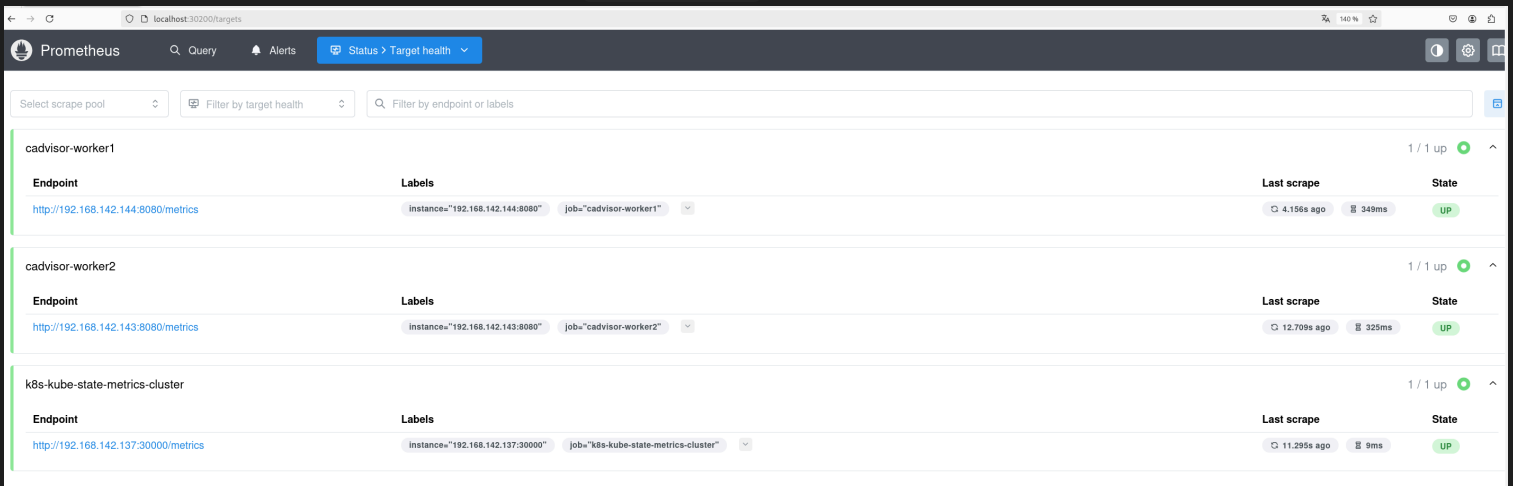 localhost:30200/targets 140 %
Prometheus Query Alerts Status > Target health
Select scrape pool Filter by target health Filter by endpoint or labels
cadvisor-worker1 1 / 1 up
Endpoint Labels Last scrape State
http://192.168.142.144:8080/metrics instance="192.168.142.144:8080" job="cadvisor-worker1" 4.156s ago 349ms UP
cadvisor-worker2 1 / 1 up
Endpoint Labels Last scrape State
http://192.168.142.143:8080/metrics instance="192.168.142.143:8080" job="cadvisor-worker2" 12.709s ago 325ms UP
k8s-kube-state-metrics-cluster 1 / 1 up
Endpoint Labels Last scrape State
http://192.168.142.137:30000/metrics instance="192.168.142.137:30000" job="k8s-kube-state-metrics-cluster" 11.295s ago 9ms UP